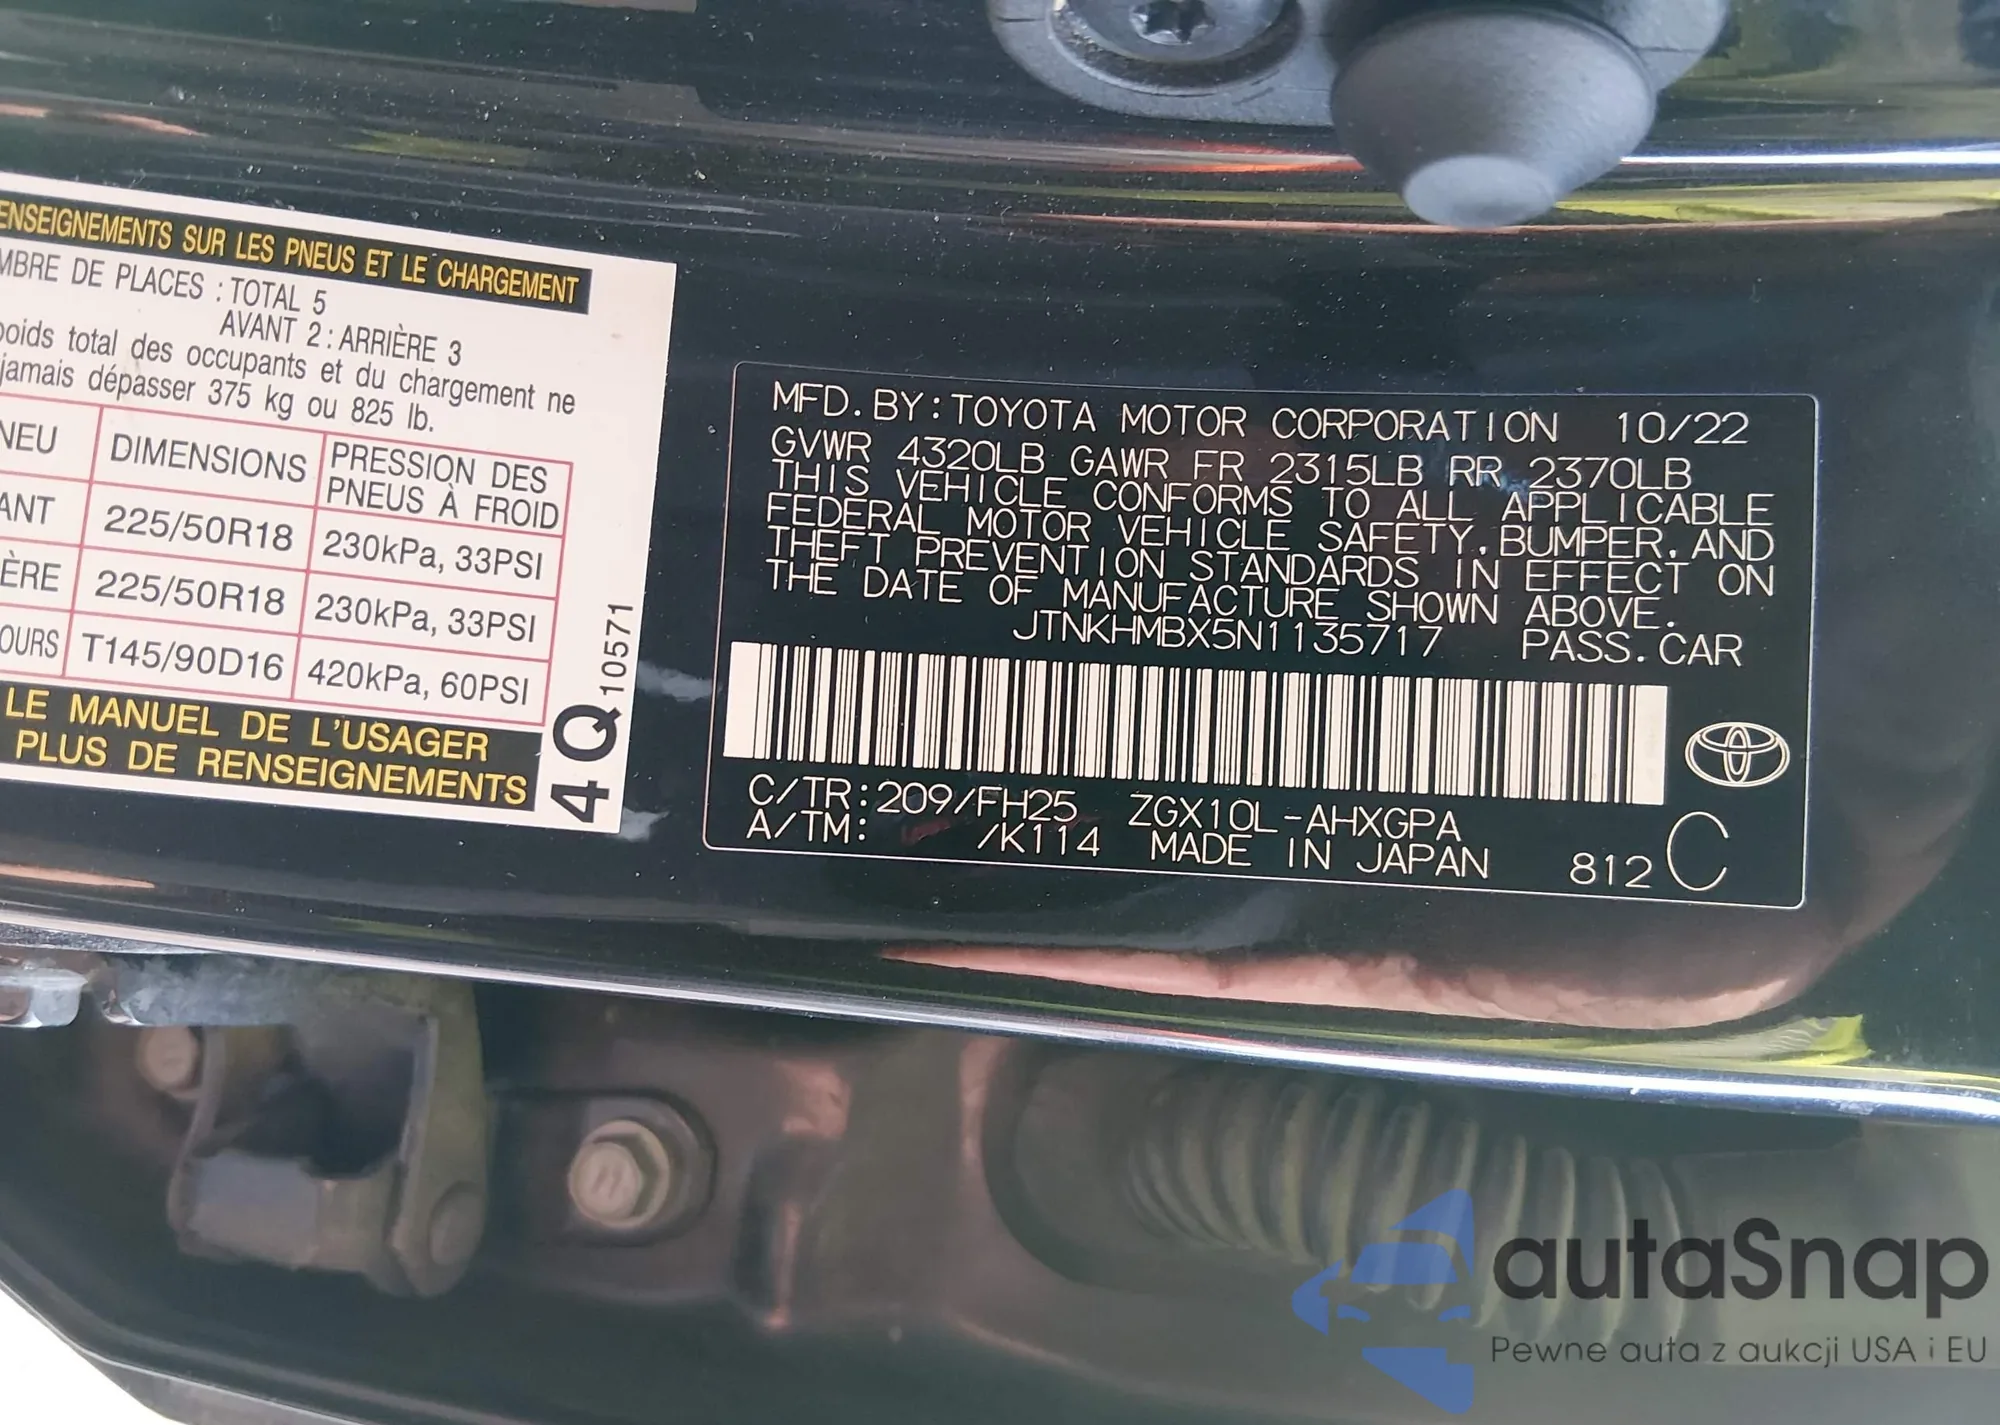 ENSEIGNEMENTS SUR LES PNEUS ET LE CHARGEMENT
MBRE DE PLACES : TOTAL 5
AVANT 2 : ARRIÈRE 3
poids total des occupants et du chargement ne
jamais dépasser 375 kg ou 825 lb.
NEU DIMENSIONS PRESSION DES PNEUS À FROID
ANT 225/50R18 230kPa, 33PSI
ÈRE 225/50R18 230kPa, 33PSI
OURS T145/90D16 420kPa, 60PSI
LE MANUEL DE L'USAGER
PLUS DE RENSEIGNEMENTS
4Q 10571
MFD. BY: TOYOTA MOTOR CORPORATION 10/22
GVWR 4320LB GAWR FR 2315LB RR 2370LB
THIS VEHICLE CONFORMS TO ALL APPLICABLE
FEDERAL MOTOR VEHICLE SAFETY, BUMPER, AND
THEFT PREVENTION STANDARDS IN EFFECT ON
THE DATE OF MANUFACTURE SHOWN ABOVE.
JTNKHMBX5N1135717 PASS. CAR
C/TR: 209/FH25 ZGX10L-AHXGPA
A/TM: /K114 MADE IN JAPAN 812 C
autaSnap
Pewne auta z aukcji USA i EU